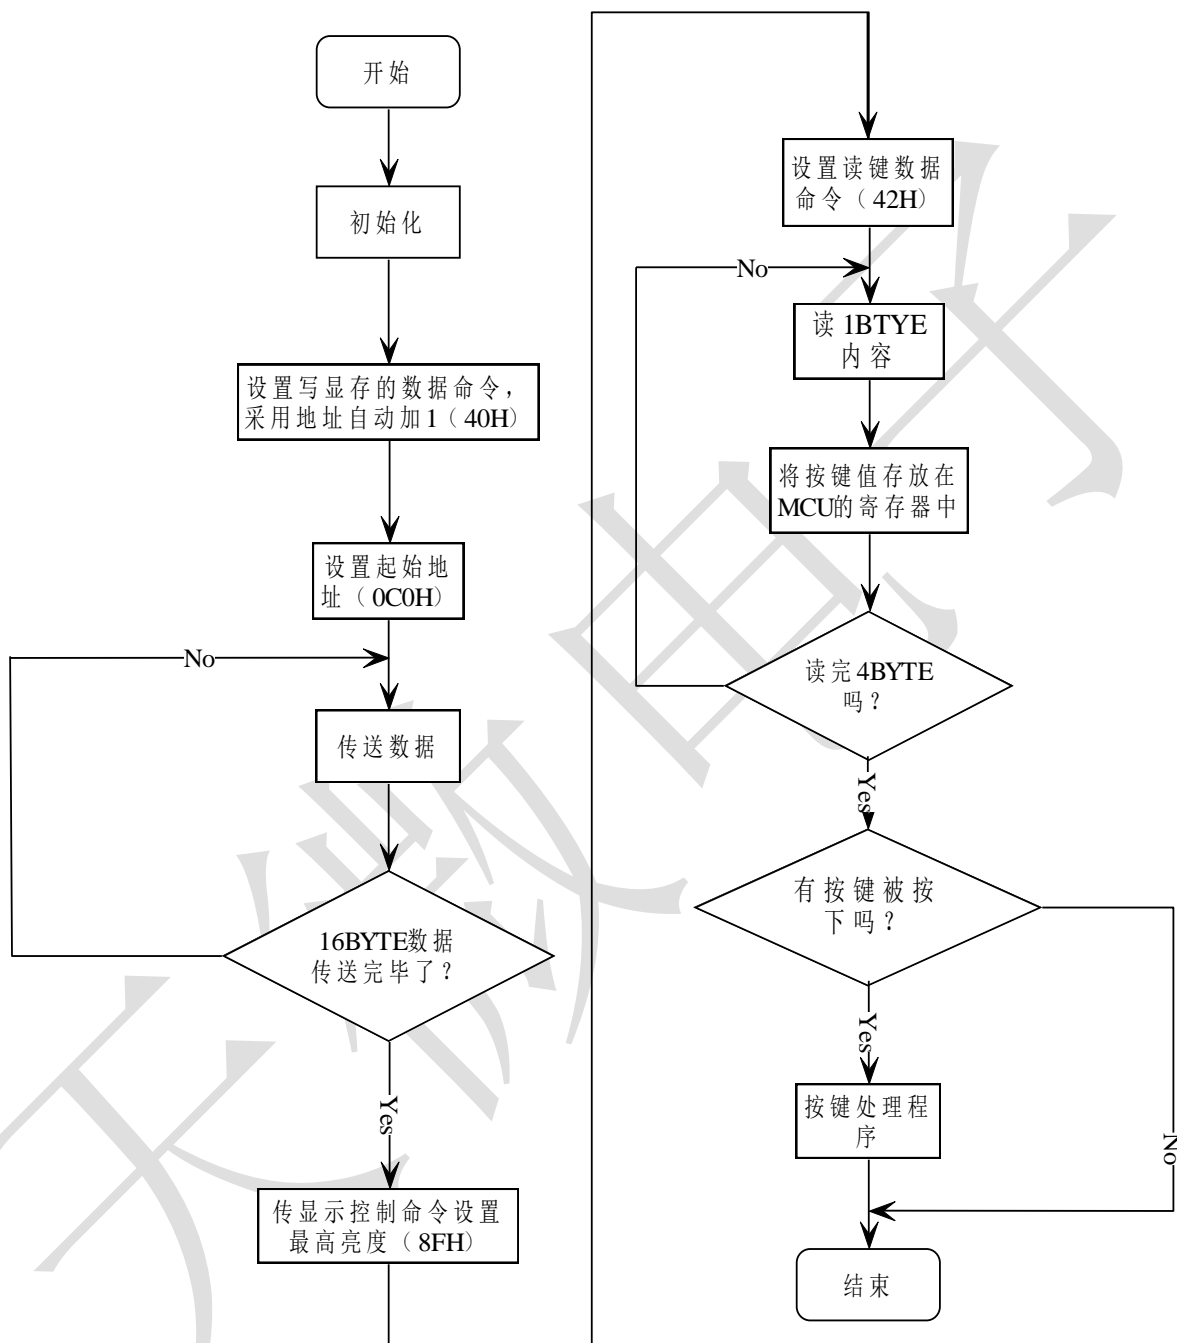 开始
初始化
设置写显存的数据命令，
采用地址自动加1（40H）
设置起始地
址（0C0H）
No
传送数据
16BYTE数据
传送完毕了？
Yes
传显示控制命令设置
最高亮度（8FH）
设置读键数据
命令（42H）
No
读1BTYE
内容
将按键值存放在
MCU的寄存器中
读完4BYTE
吗？
Yes
有按键被按
下吗？
Yes
按键处理程
序
No
结束
天微电子